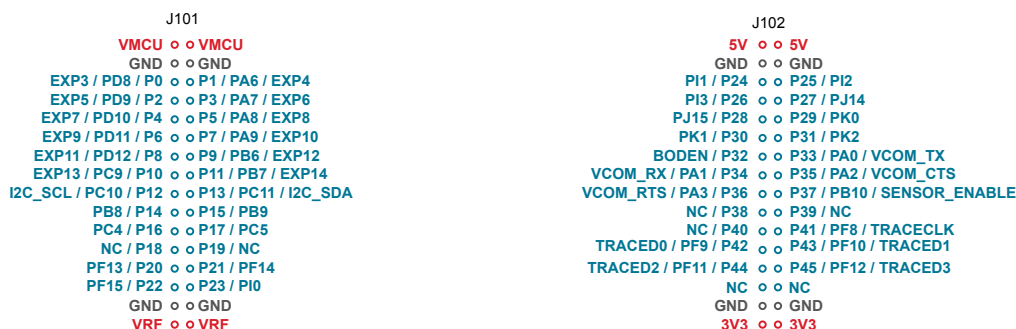 J101
VMCU VMCU
GND GND
EXP3 / PD8 / P0 P1 / PA6 / EXP4
EXP5 / PD9 / P2 P3 / PA7 / EXP6
EXP7 / PD10 / P4 P5 / PA8 / EXP8
EXP9 / PD11 / P6 P7 / PA9 / EXP10
EXP11 / PD12 / P8 P9 / PB6 / EXP12
EXP13 / PC9 / P10 P11 / PB7 / EXP14
I2C_SCL / PC10 / P12 P13 / PC11 / I2C_SDA
PB8 / P14 P15 / PB9
PC4 / P16 P17 / PC5
NC / P18 P19 / NC
PF13 / P20 P21 / PF14
PF15 / P22 P23 / PI0
GND GND
VRF VRF
J102
5V 5V
GND GND
PI1 / P24 P25 / PI2
PI3 / P26 P27 / PJ14
PJ15 / P28 P29 / PK0
PK1 / P30 P31 / PK2
BODEN / P32 P33 / PA0 / VCOM_TX
VCOM_RX / PA1 / P34 P35 / PA2 / VCOM_CTS
VCOM_RTS / PA3 / P36 P37 / PB10 / SENSOR_ENABLE
NC / P38 P39 / NC
NC / P40 P41 / PF8 / TRACECLK
TRACED0 / PF9 / P42 P43 / PF10 / TRACED1
TRACED2 / PF11 / P44 P45 / PF12 / TRACED3
NC NC
GND GND
3V3 3V3